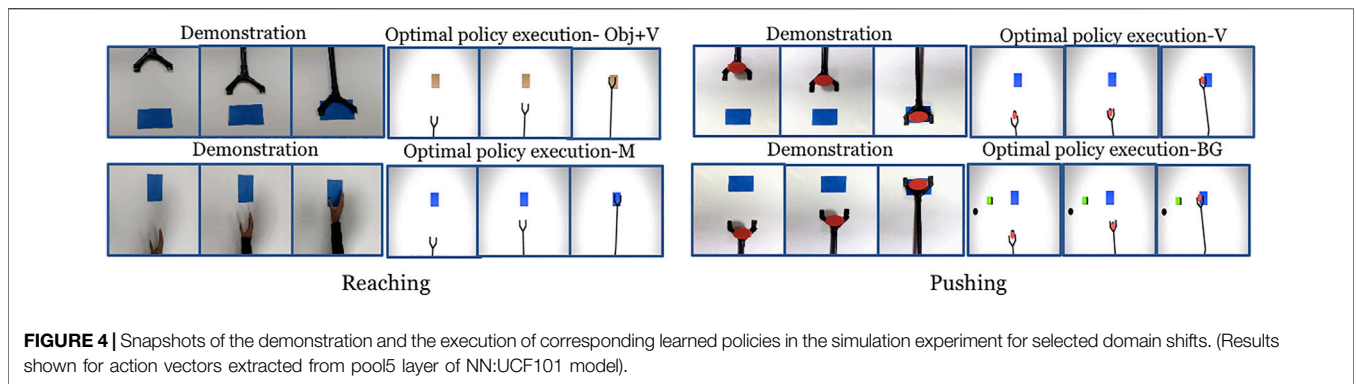 Demonstration
Optimal policy execution- Obj+V
Demonstration
Optimal policy execution-M
Reaching
Demonstration
Optimal policy execution-V
Demonstration
Optimal policy execution-BG
Pushing
FIGURE 4 | Snapshots of the demonstration and the execution of corresponding learned policies in the simulation experiment for selected domain shifts. (Results
shown for action vectors extracted from pool5 layer of NN:UCF101 model).